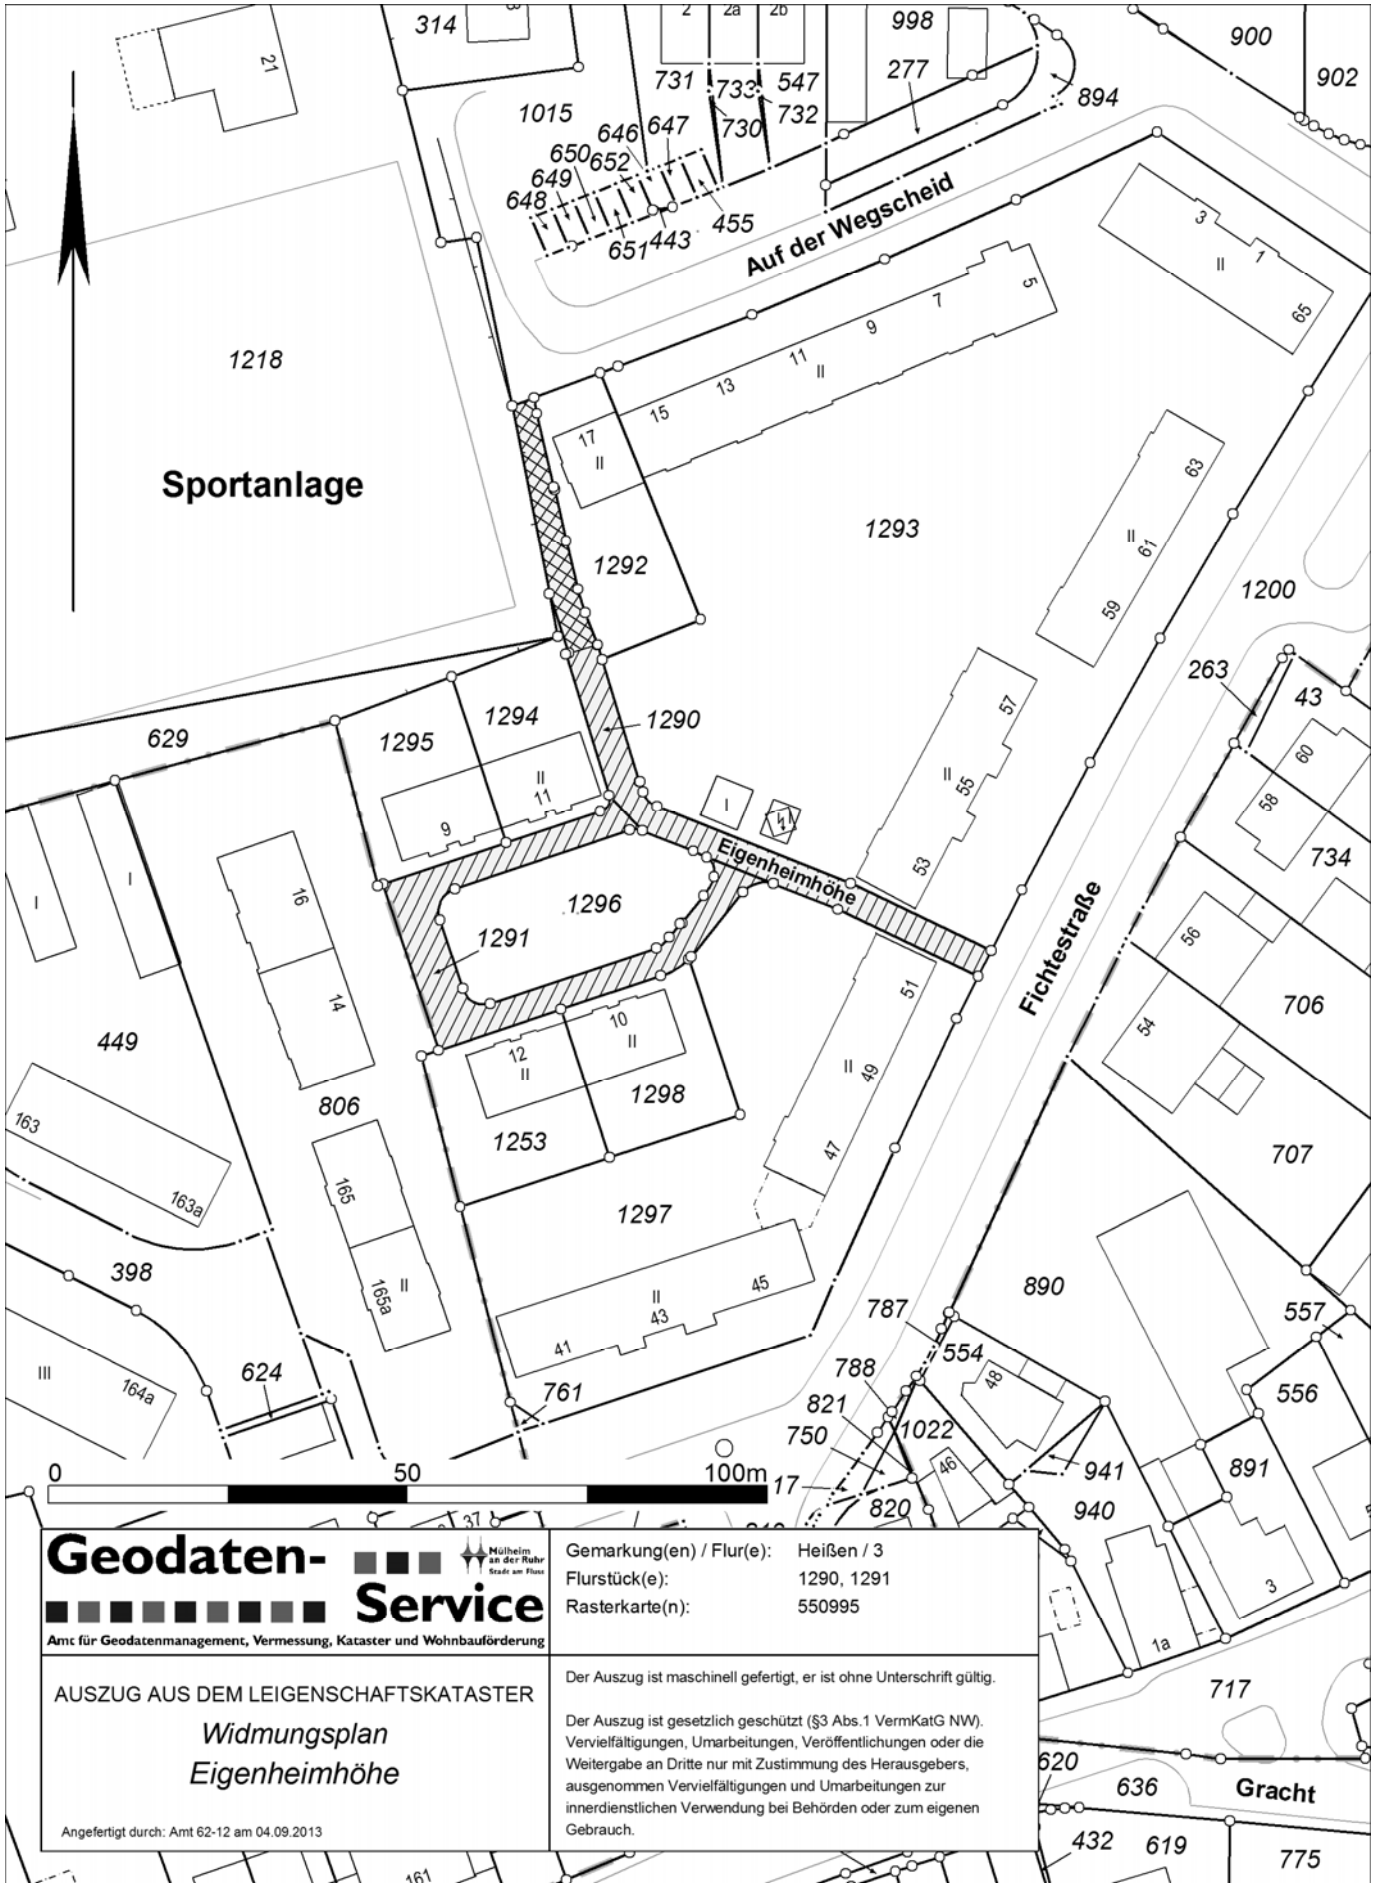 314
21
2
2a
2b
998
900
902
731
733
547
277
894
1015
730
732
646
647
650
652
649
648
651
443
455
Auf der Wegscheid
3
1
II
65
5
7
9
11
II
13
15
17
II
1218
Sportanlage
1293
1292
63
II
61
59
1200
263
43
57
II
55
53
60
58
734
629
1295
1294
1290
II
11
9
I
Eigenheimhöhe
1296
1291
I
I
16
14
449
806
Fichtestraße
56
54
706
707
51
II
49
47
10
II
12
II
1298
1253
1297
163
163a
165
II
165a
398
624
III
164a
II
43
45
41
761
787
788
821
750
17
820
554
48
1022
46
890
557
556
891
941
940
3
1a
0
50
100m
37
Geodaten-
Service
Mülheim
an der Ruhr
Stadt am Fluss
Amt für Geodatenmanagement, Vermessung, Kataster und Wohnbauförderung
Gemarkung(en) / Flur(e): Heißen / 3
Flurstück(e): 1290, 1291
Rasterkarte(n): 550995
AUSZUG AUS DEM LEIGENSCHAFTSKATASTER
Widmungsplan
Eigenheimhöhe
Angefertigt durch: Amt 62-12 am 04.09.2013
Der Auszug ist maschinell gefertigt, er ist ohne Unterschrift gültig.
Der Auszug ist gesetzlich geschützt (§3 Abs.1 VermKatG NW).
Vervielfältigungen, Umarbeitungen, Veröffentlichungen oder die
Weitergabe an Dritte nur mit Zustimmung des Herausgebers,
ausgenommen Vervielfältigungen und Umarbeitungen zur
innerdienstlichen Verwendung bei Behörden oder zum eigenen
Gebrauch.
717
620
636
Gracht
432
619
775
161